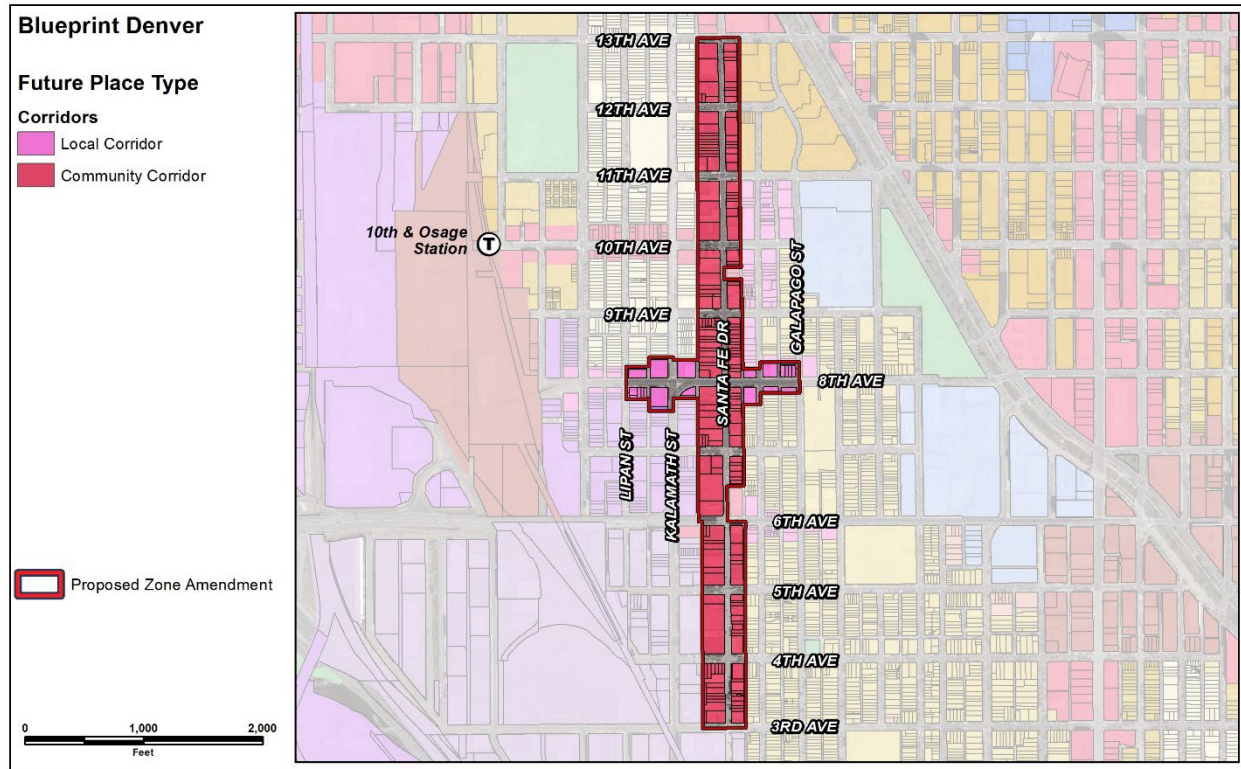 Blueprint Denver
Future Place Type
Corridors
Local Corridor
Community Corridor
Proposed Zone Amendment
0 1,000 2,000
Feet
13TH AVE
12TH AVE
11TH AVE
10th & Osage
Station
T
10TH AVE
9TH AVE
GALAPAGO ST
SANTA FE DR
8TH AVE
LIPAN ST
KALAMATH ST
6TH AVE
5TH AVE
4TH AVE
3RD AVE